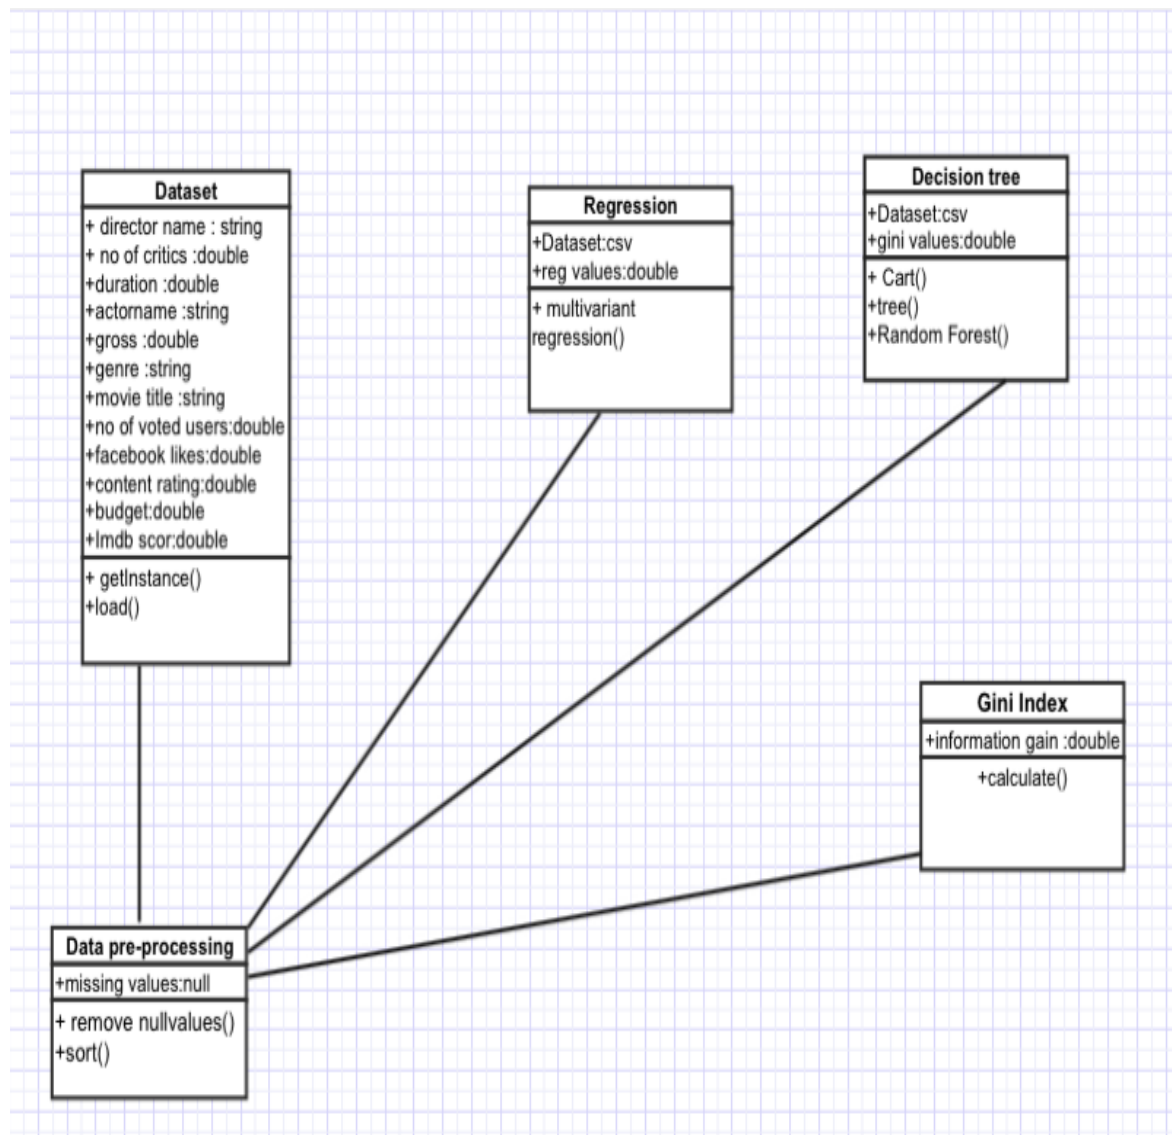 Dataset
+ director name : string
+ no of critics :double
+duration :double
+actorname :string
+gross :double
+genre :string
+movie title :string
+no of voted users:double
+facebook likes:double
+content rating:double
+budget:double
+Imdb scor:double
+ getInstance()
+load()
Regression
+Dataset:csv
+reg values:double
+ multivariant
regression()
Decision tree
+Dataset:csv
+gini values:double
+ Cart()
+tree()
+Random Forest()
Gini Index
+information gain :double
+calculate()
Data pre-processing
+missing values:null
+ remove nullvalues()
+sort()